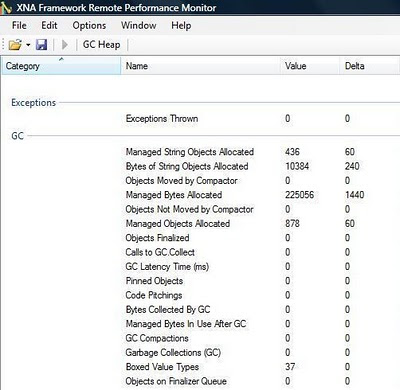 XNA Framework Remote Performance Monitor
File Edit Options Window Help
GC Heap
Category Name Value Delta
Exceptions
Exceptions Thrown 0 0
GC
Managed String Objects Allocated 436 60
Bytes of String Objects Allocated 10384 240
Objects Moved by Compactor 0 0
Managed Bytes Allocated 225056 1440
Objects Not Moved by Compactor 0 0
Managed Objects Allocated 878 60
Objects Finalized 0 0
Calls to GC.Collect 0 0
GC Latency Time (ms) 0 0
Pinned Objects 0 0
Code Pitchings 0 0
Bytes Collected By GC 0 0
Managed Bytes In Use After GC 0 0
GC Compactions 0 0
Garbage Collections (GC) 0 0
Boxed Value Types 37 0
Objects on Finalizer Queue 0 0